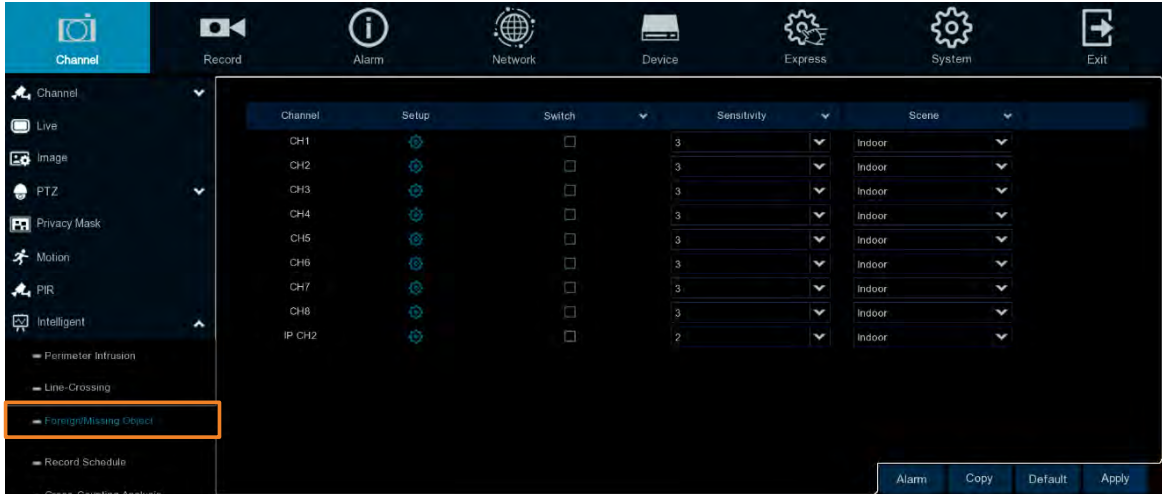 Channel Record Alarm Network Device Express System Exit
Channel
Live
Image
PTZ
Privacy Mask
Motion
PIR
Intelligent
Perimeter Intrusion
Line-Crossing
Foreign/Missing Object
Record Schedule
Cross-Counting Analysis
Channel Setup Switch Sensitivity Scene
CH1 3 Indoor
CH2 3 Indoor
CH3 3 Indoor
CH4 3 Indoor
CH5 3 Indoor
CH6 3 Indoor
CH7 3 Indoor
CH8 3 Indoor
IP CH2 2 Indoor
Alarm Copy Default Apply